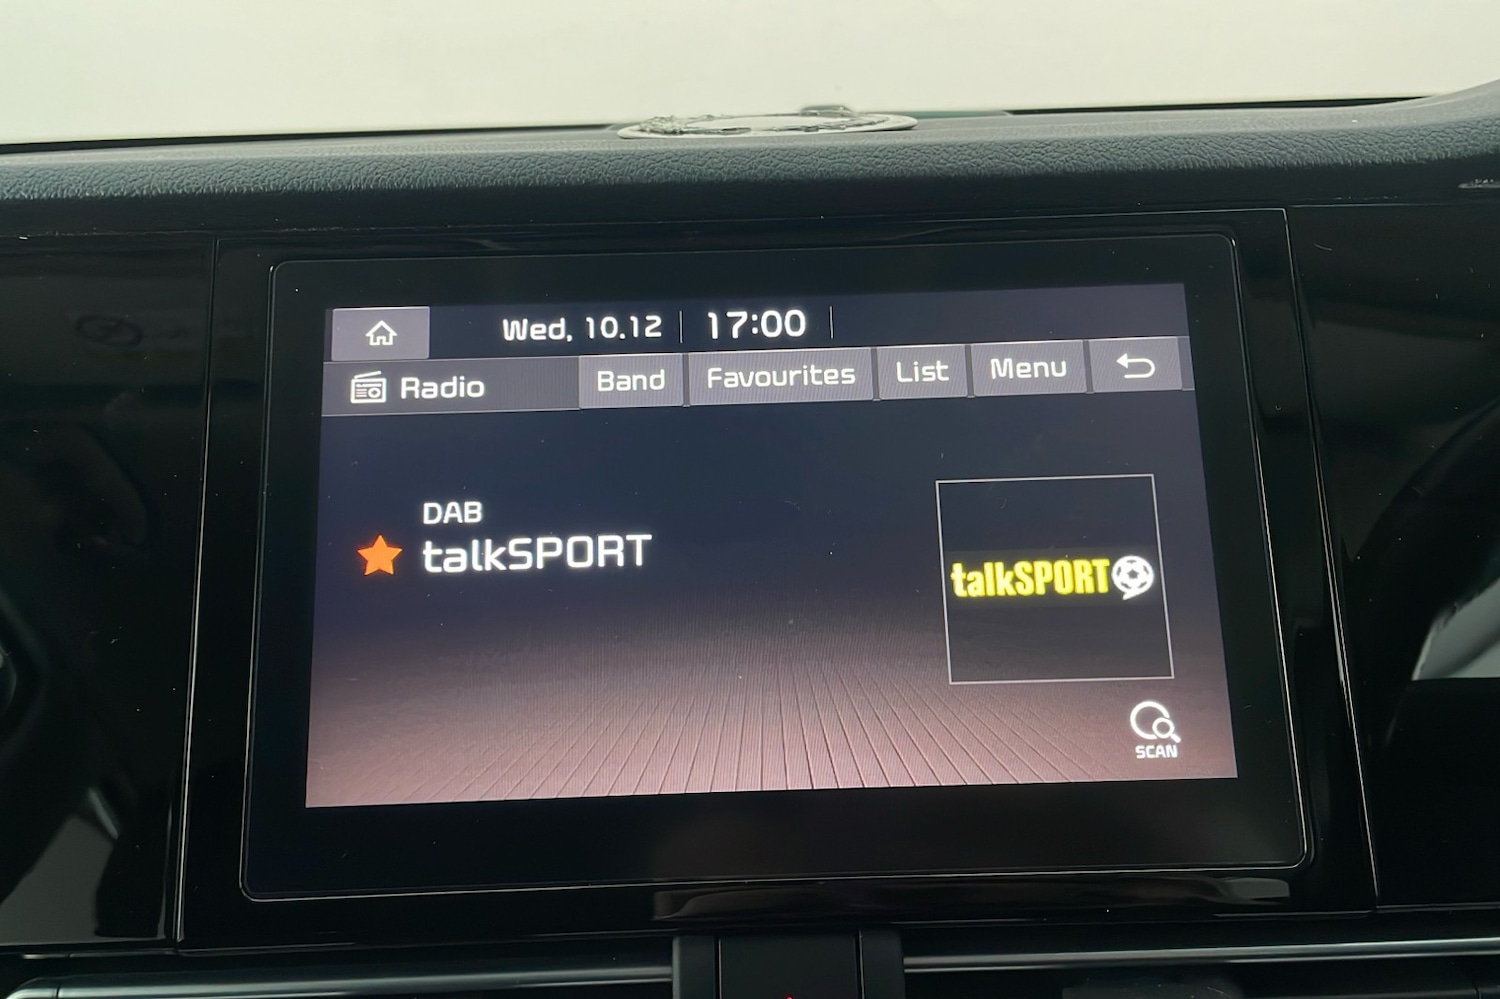 Wed, 10.12 17:00
Radio Band Favourites List Menu
DAB
talkSPORT
talkSPORT
SCAN